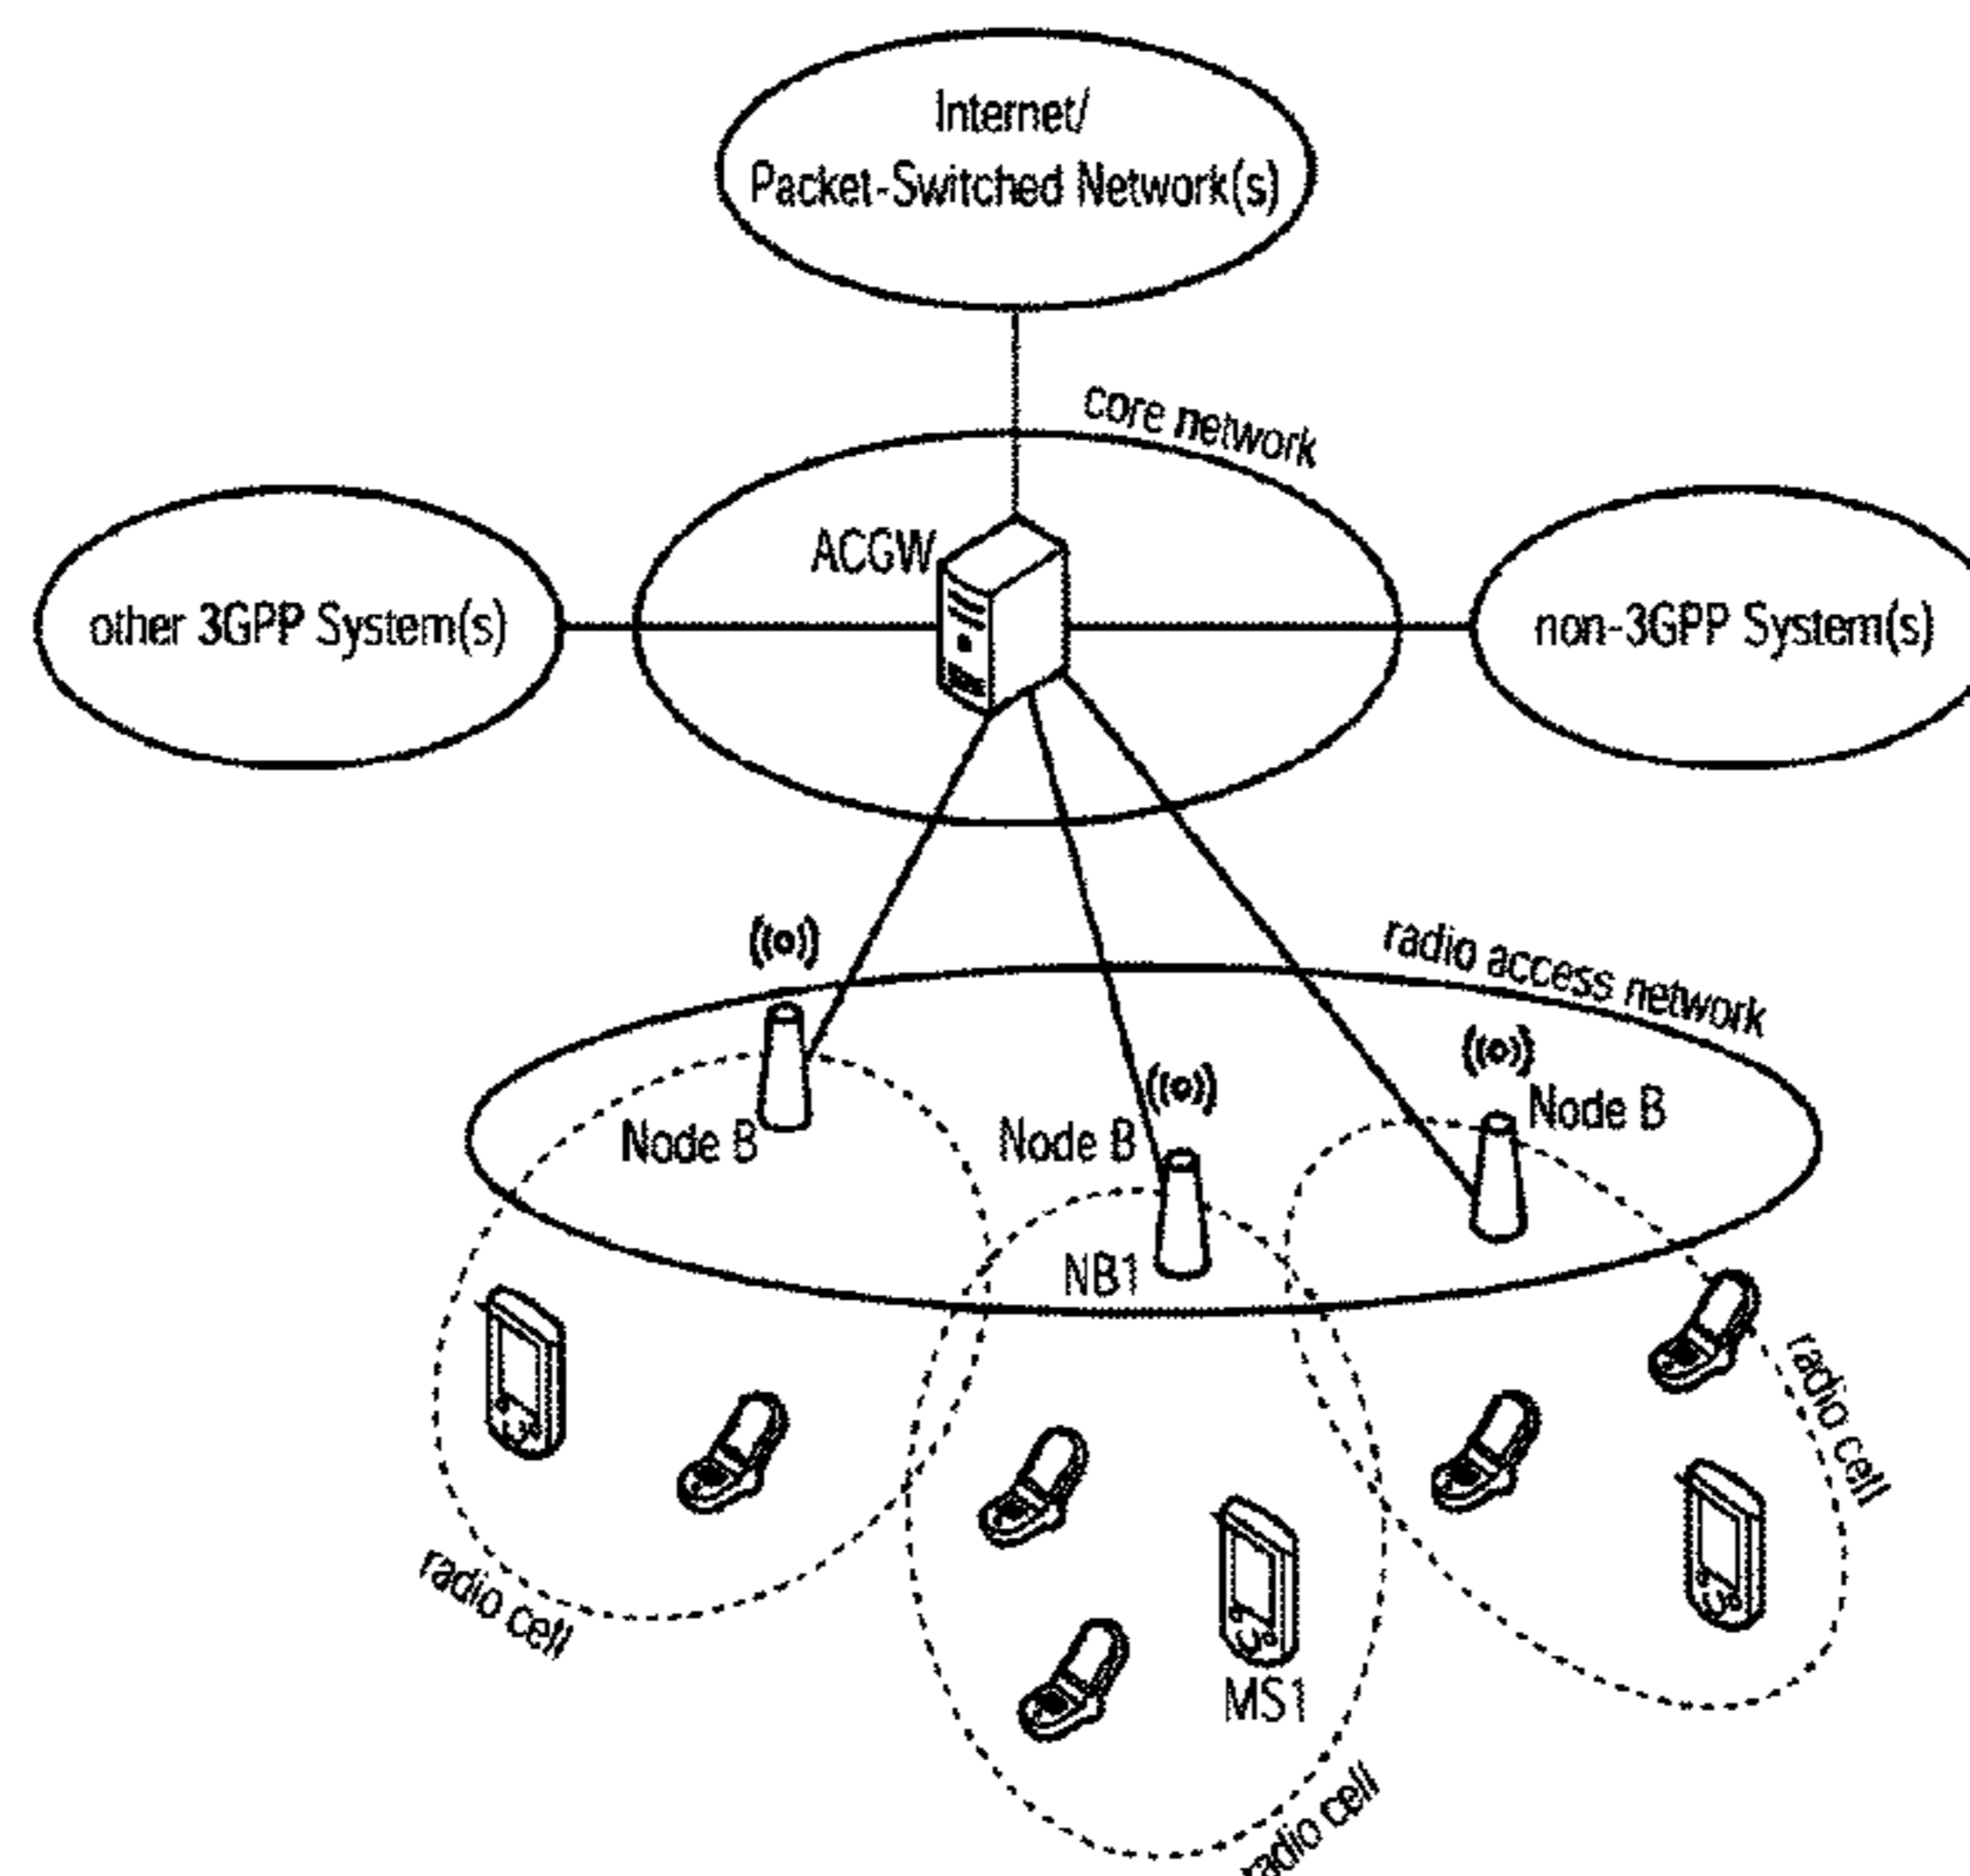 Internet/
Packet-Switched Network(s)
core network
ACGW
other 3GPP System(s)
non-3GPP System(s)
radio access network
Node B
Node B
Node B
NB1
radio cell
radio cell
MS1
radio cell